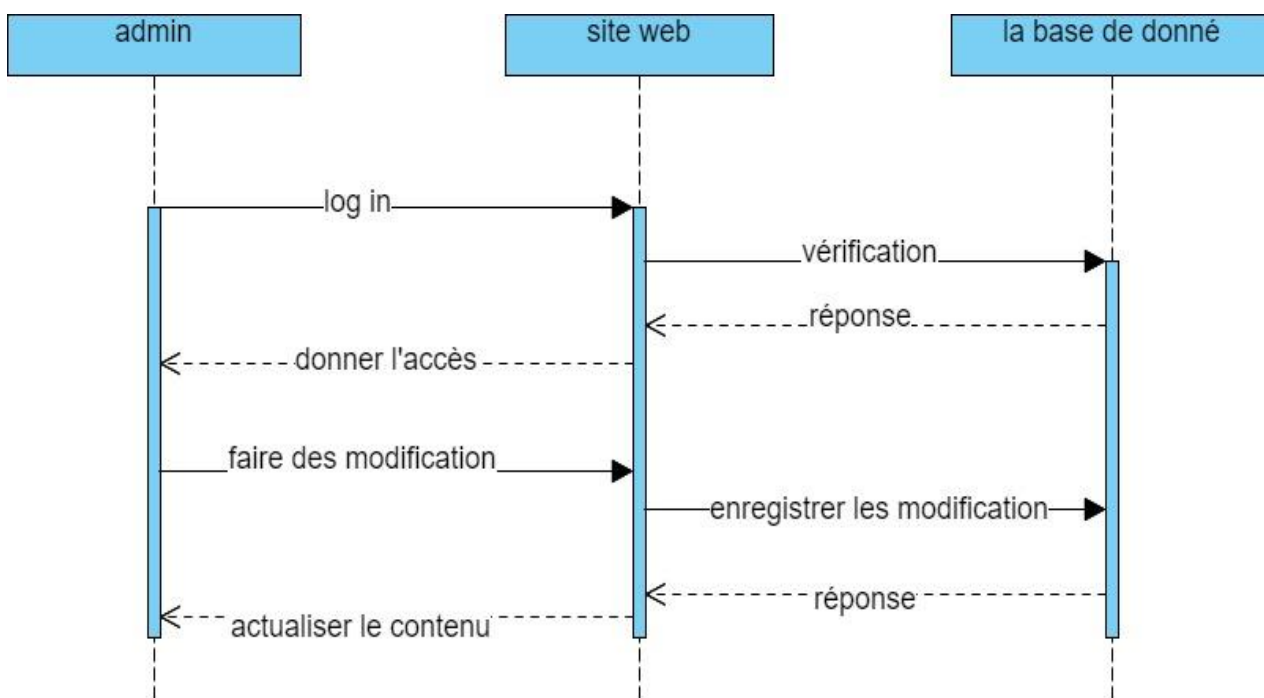 admin
site web
la base de donné
log in
vérification
réponse
donner l'accès
faire des modification
enregistrer les modification
réponse
actualiser le contenu